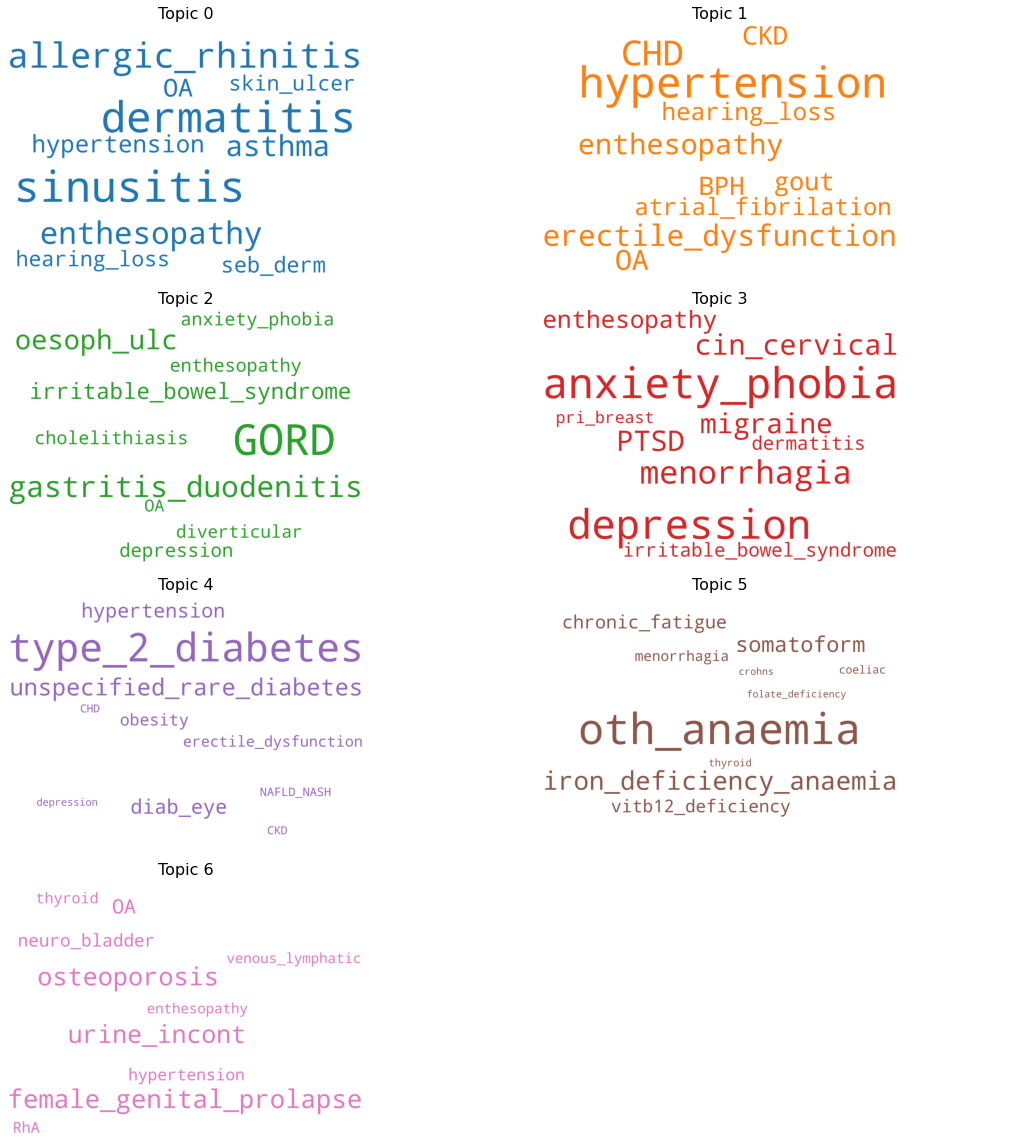 Topic 0
allergic_rhinitis
OA
skin_ulcer
dermatitis
hypertension
asthma
sinusitis
enthesopathy
hearing_loss
seb_derm
Topic 1
CKD
CHD
hypertension
hearing_loss
enthesopathy
BPH
gout
atrial_fibrilation
erectile_dysfunction
OA
Topic 2
anxiety_phobia
oesoph_ulc
enthesopathy
irritable_bowel_syndrome
cholelithiasis
GORD
gastritis_duodenitis
OA
diverticular
depression
Topic 3
enthesopathy
cin_cervical
anxiety_phobia
pri_breast
migraine
PTSD
dermatitis
menorrhagia
depression
irritable_bowel_syndrome
Topic 4
hypertension
type_2_diabetes
unspecified_rare_diabetes
CHD
obesity
erectile_dysfunction
NAFLD_NASH
depression
diab_eye
CKD
Topic 5
chronic_fatigue
somatoform
menorrhagia
crohns
coeliac
folate_deficiency
oth_anaemia
thyroid
iron_deficiency_anaemia
vitb12_deficiency
Topic 6
thyroid
OA
neuro_bladder
venous_lymphatic
osteoporosis
enthesopathy
urine_incont
hypertension
female_genital_prolapse
RhA